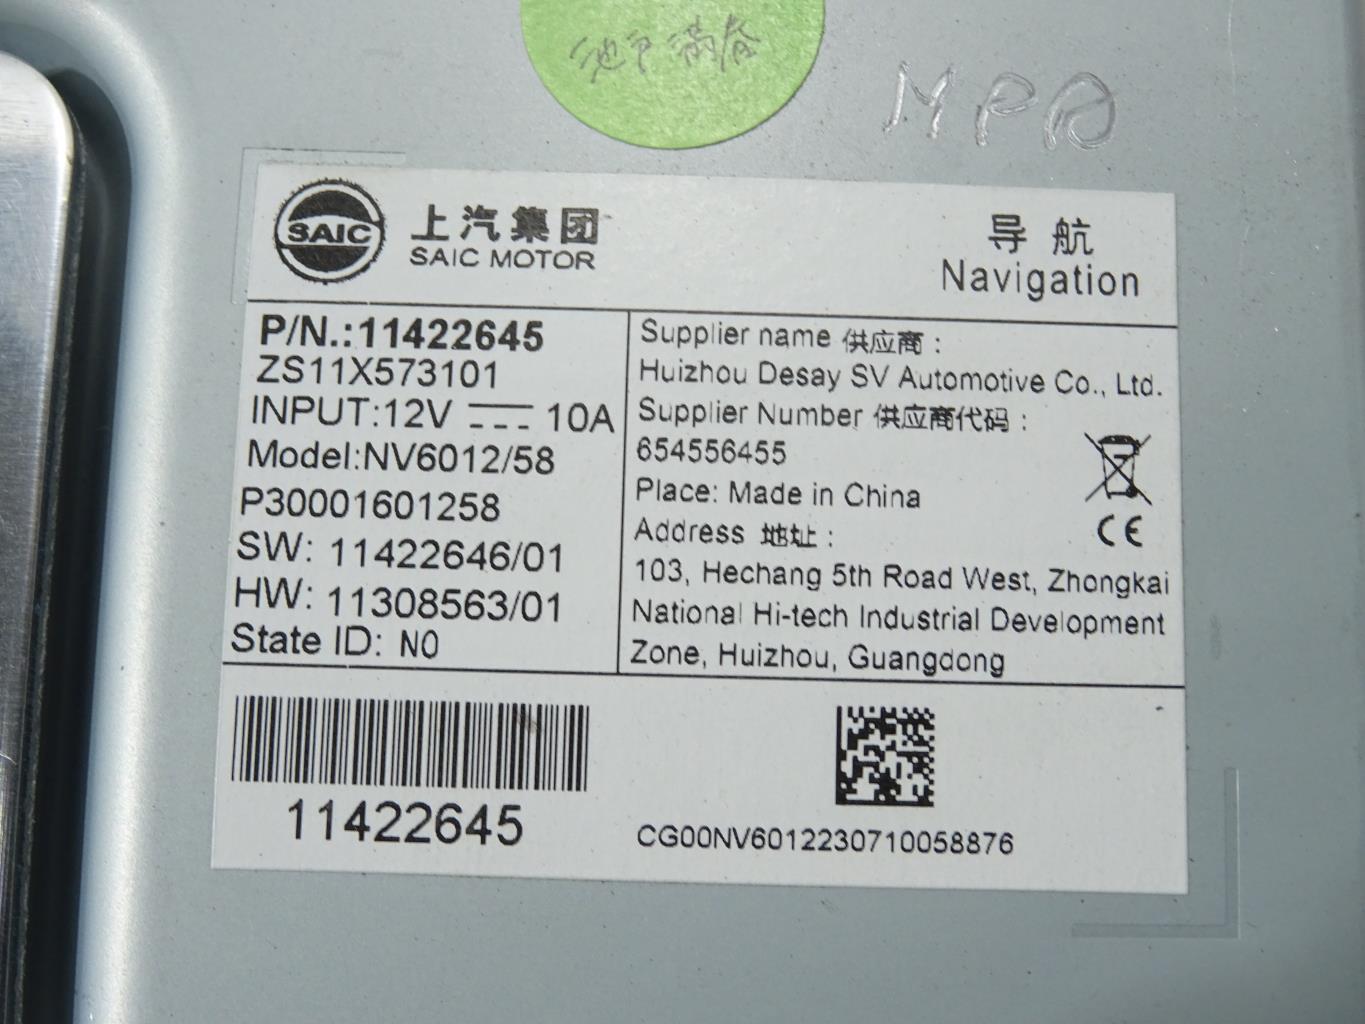 MPA
SAIC
上汽集团
SAIC MOTOR
导航
Navigation
P/N.:11422645
ZS11X573101
INPUT:12V 10A
Model:NV6012/58
P30001601258
SW: 11422646/01
HW: 11308563/01
State ID: N0
Supplier name 供应商:
Huizhou Desay SV Automotive Co., Ltd.
Supplier Number 供应商代码:
654556455
Place: Made in China
Address 地址:
103, Hechang 5th Road West, Zhongkai
National Hi-tech Industrial Development
Zone, Huizhou, Guangdong
CE
11422645
CG00NV6012230710058876